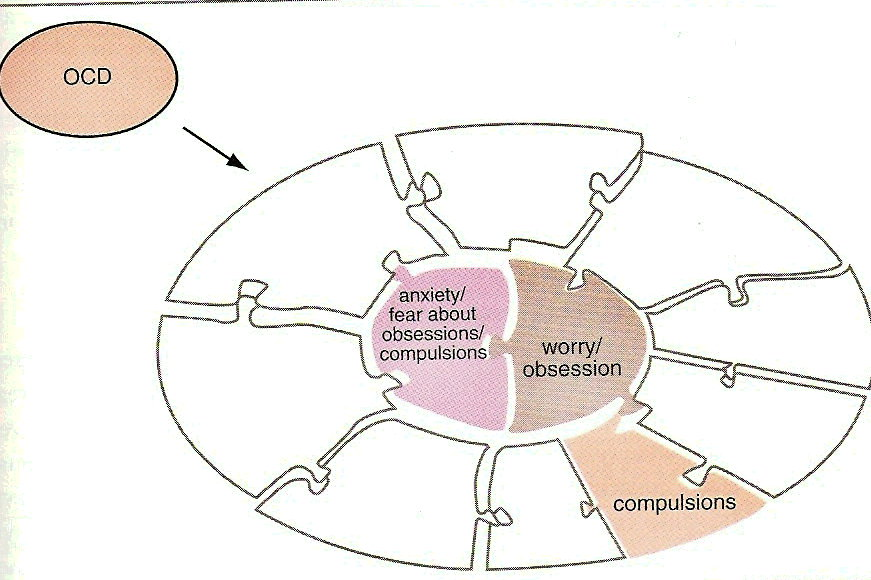 OCD
anxiety/
fear about
obsessions/
compulsions
worry/
obsession
compulsions